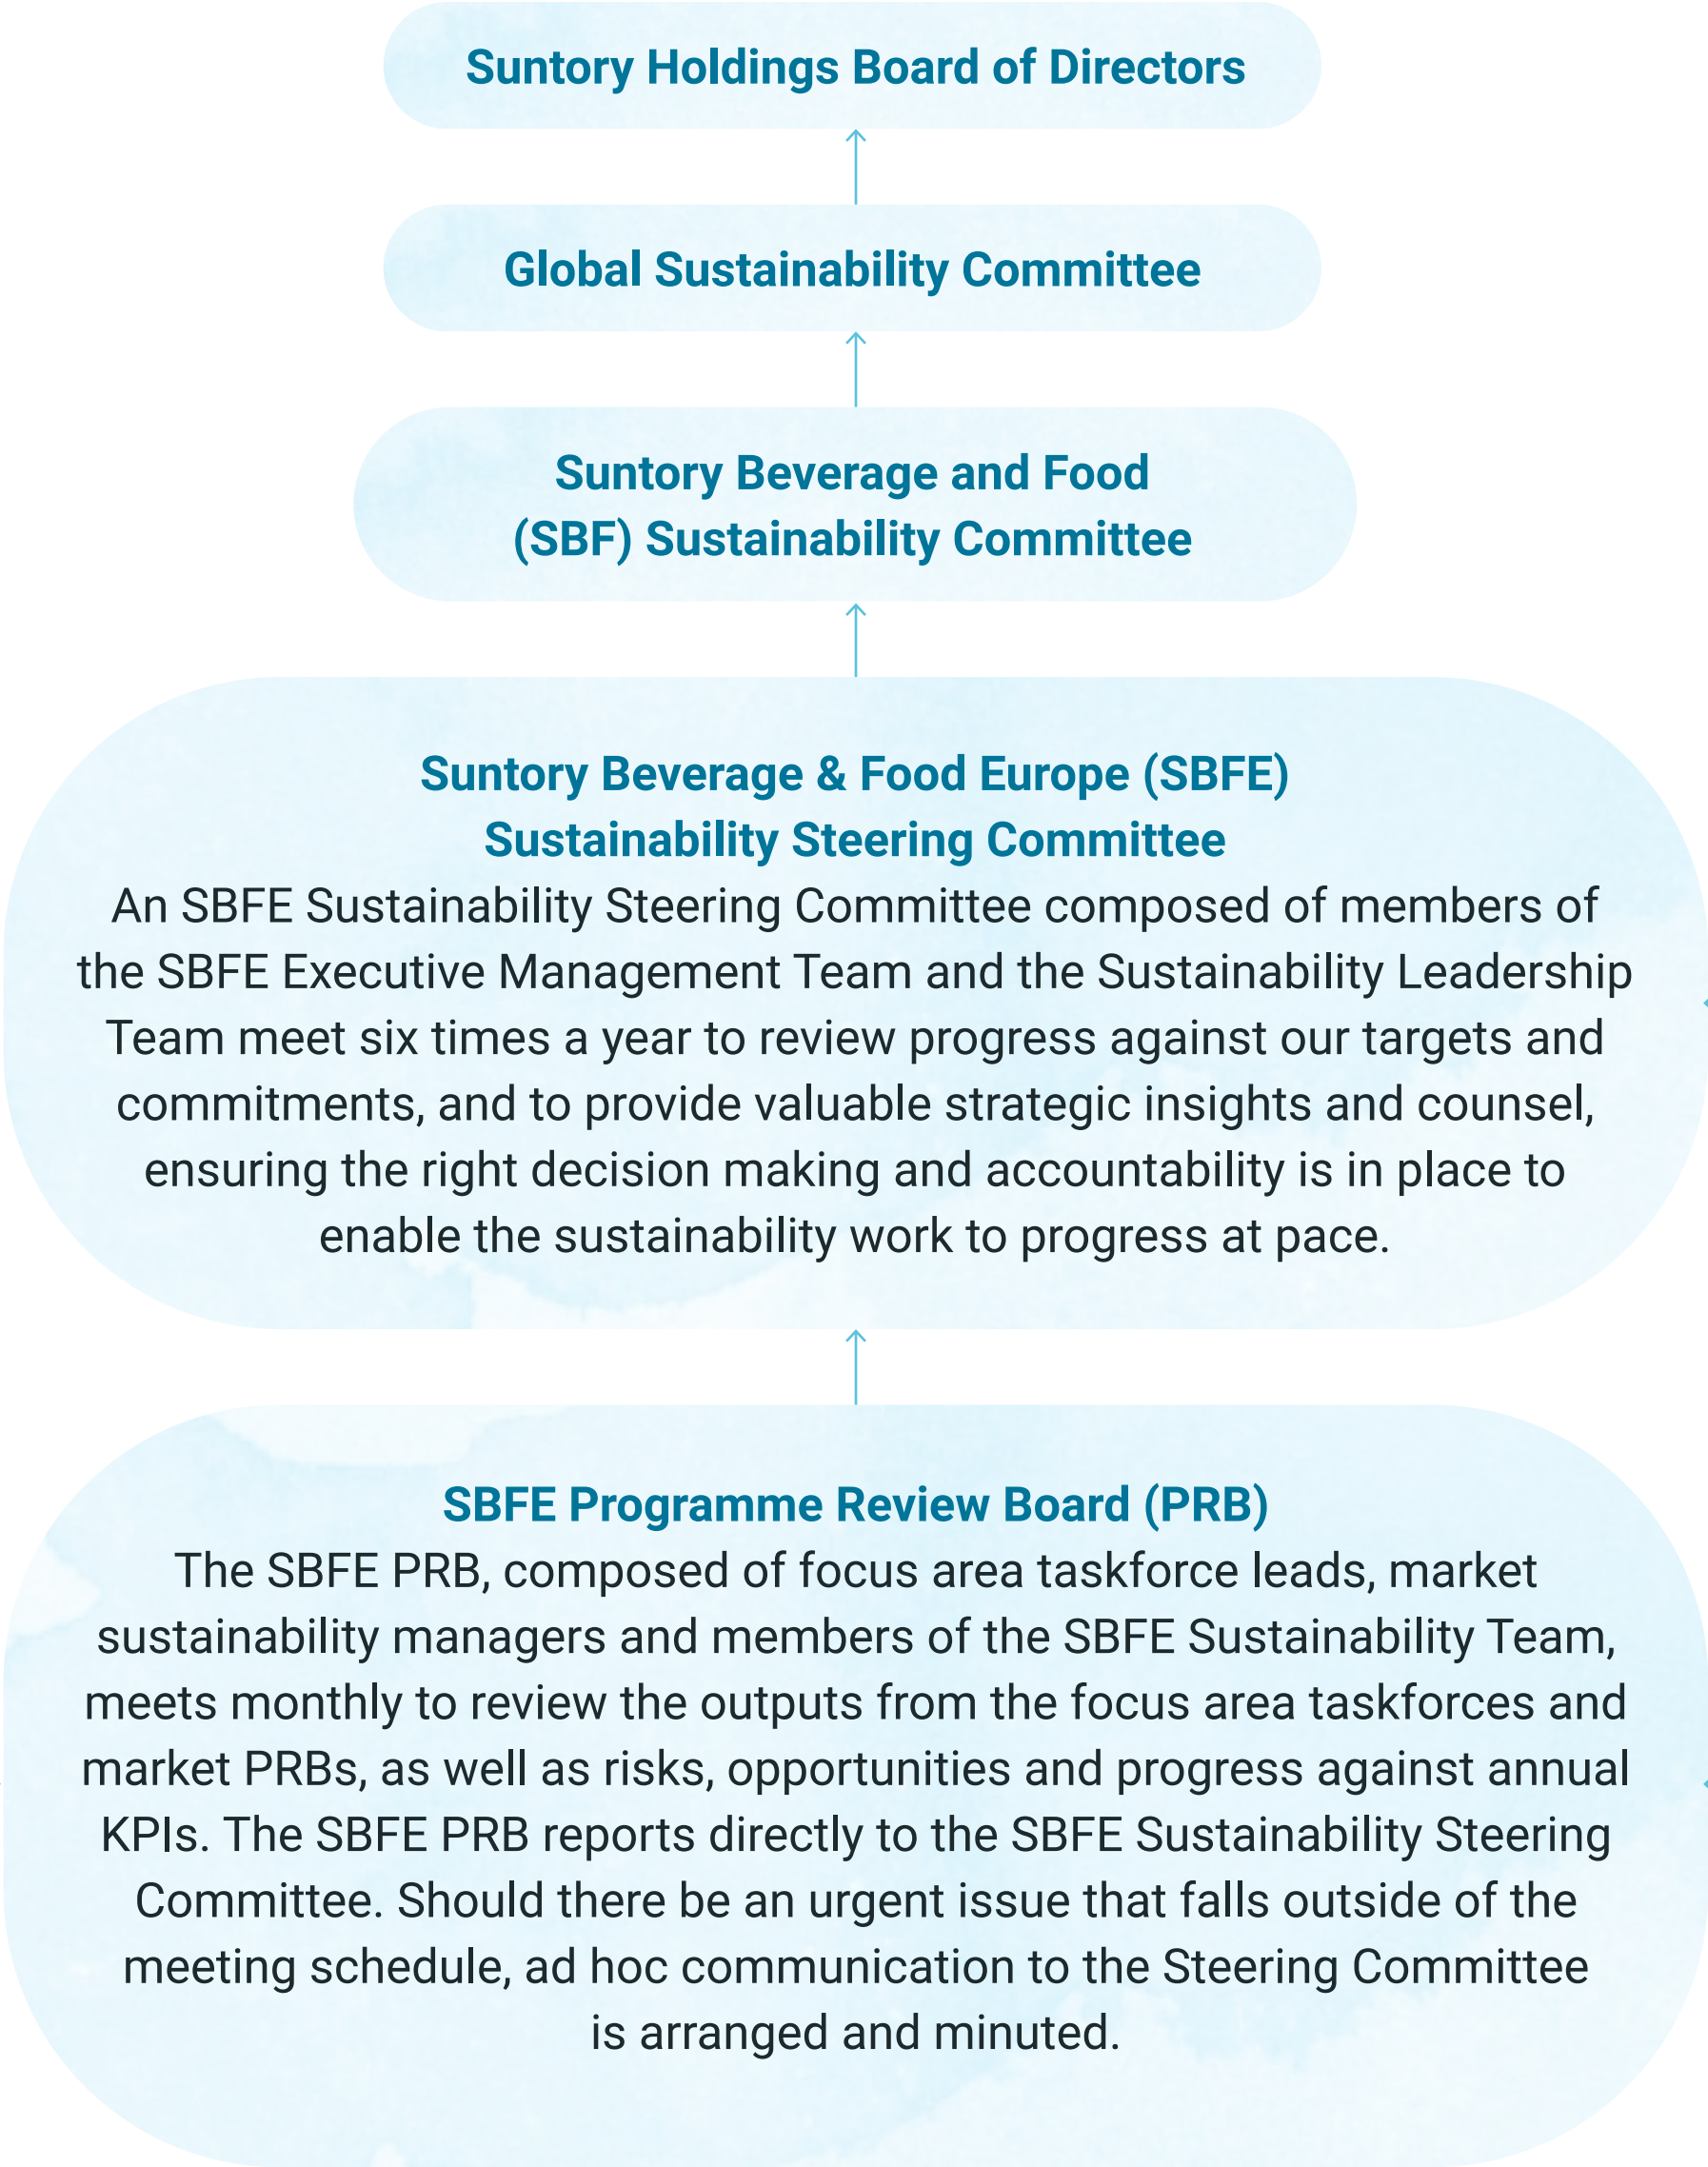 Suntory Holdings Board of Directors
Global Sustainability Committee
Suntory Beverage and Food
(SBF) Sustainability Committee
Suntory Beverage & Food Europe (SBFE)
Sustainability Steering Committee
An SBFE Sustainability Steering Committee composed of members of
the SBFE Executive Management Team and the Sustainability Leadership
Team meet six times a year to review progress against our targets and
commitments, and to provide valuable strategic insights and counsel,
ensuring the right decision making and accountability is in place to
enable the sustainability work to progress at pace.
SBFE Programme Review Board (PRB)
The SBFE PRB, composed of focus area taskforce leads, market
sustainability managers and members of the SBFE Sustainability Team,
meets monthly to review the outputs from the focus area taskforces and
market PRBs, as well as risks, opportunities and progress against annual
KPIs. The SBFE PRB reports directly to the SBFE Sustainability Steering
Committee. Should there be an urgent issue that falls outside of the
meeting schedule, ad hoc communication to the Steering Committee
is arranged and minuted.